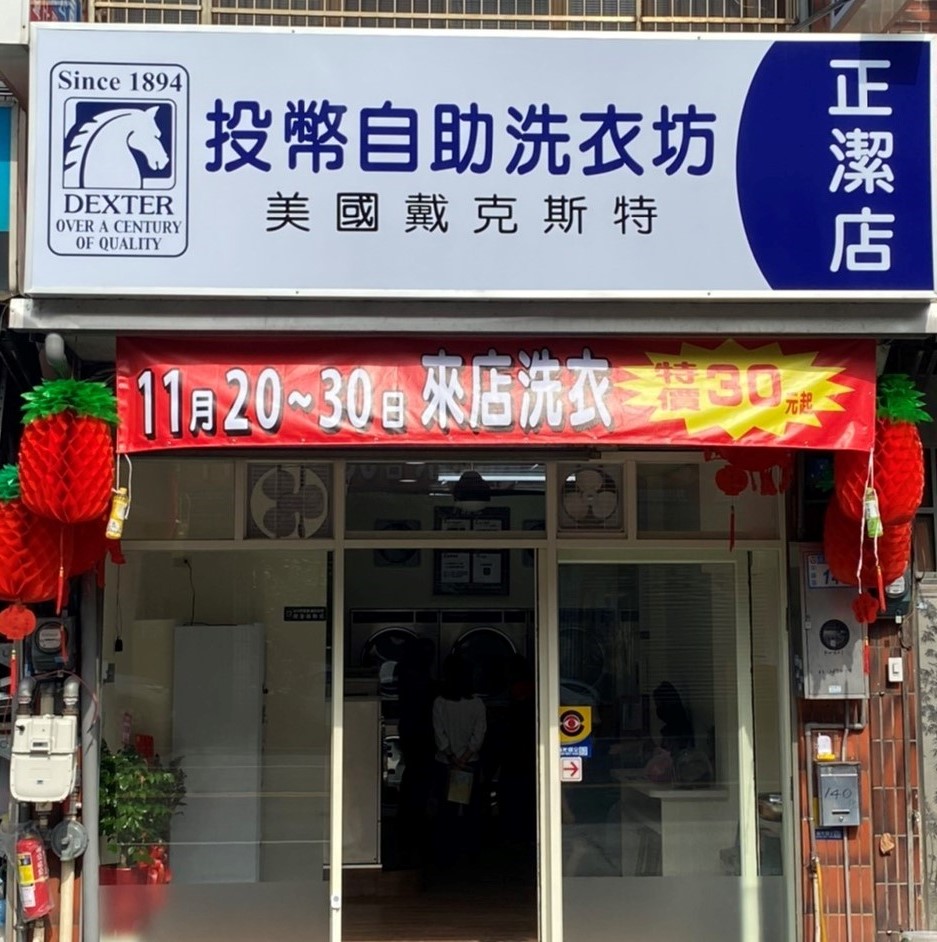 Since 1894
DEXTER
OVER A CENTURY
OF QUALITY
投幣自助洗衣坊
美國戴克斯特
正潔店
11月20~30日 來店洗衣 特價30元起
140